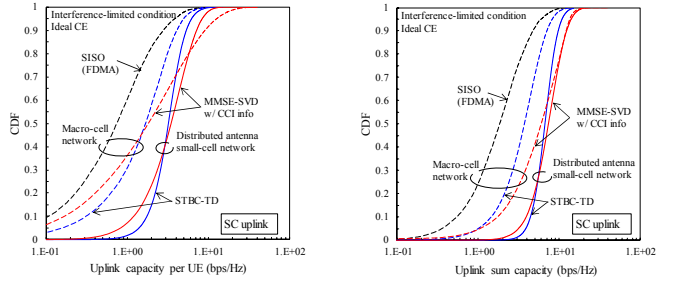 Interference-limited condition
Ideal CE
SISO
(FDMA)
MMSE-SVD
w/ CCI info
Macro-cell
network
Distributed antenna
small-cell network
STBC-TD
SC uplink
CDF
1
0.9
0.8
0.7
0.6
0.5
0.4
0.3
0.2
0.1
0
1.E-01
1.E+00
1.E+01
1.E+02
Uplink capacity per UE (bps/Hz)
Interference-limited condition
Ideal CE
SISO
(FDMA)
MMSE-SVD
w/ CCI info
Macro-cell
network
Distributed antenna
small-cell network
STBC-TD
SC uplink
CDF
1
0.9
0.8
0.7
0.6
0.5
0.4
0.3
0.2
0.1
0
1.E-01
1.E+00
1.E+01
1.E+02
Uplink sum capacity (bps/Hz)